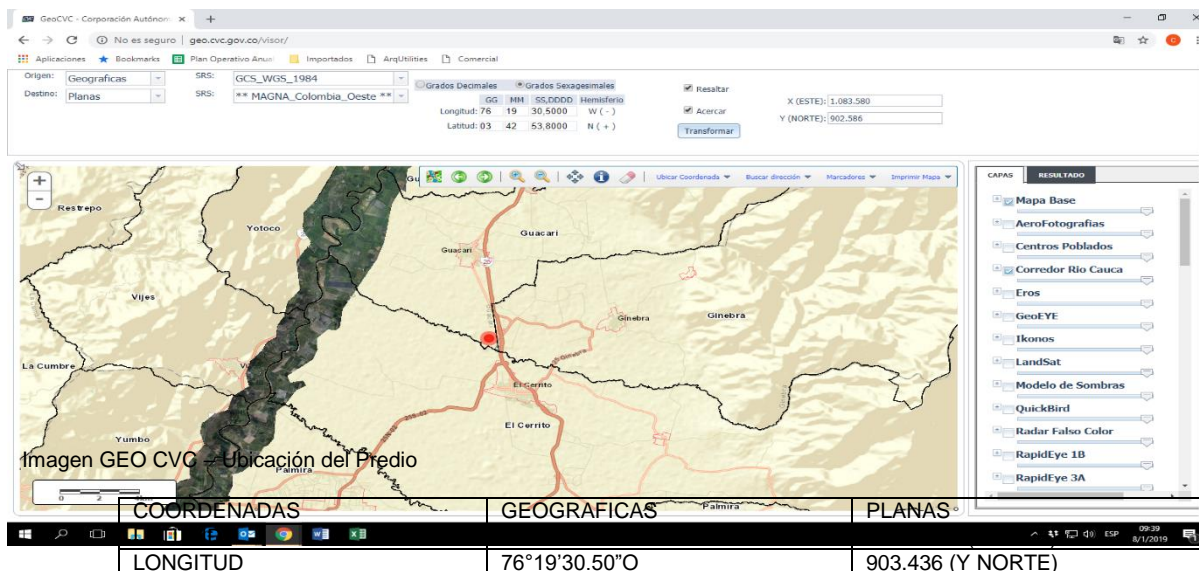 GeoCVC - Corporación Autónom
No es seguro | geo.cvc.gov.co/visor/
Aplicaciones Bookmarks Plan Operativo Anua Importados ArqUtilities Comercial
Origen: Geograficas SRS: GCS_WGS_1984
Destino: Planas SRS: ** MAGNA_Colombia_Oeste **
Grados Decimales Grados Sexagesimales
GG MM SS,DDDD Hemisferio
Longitud: 76 19 30,5000 W ( - )
Latitud: 03 42 53,8000 N ( + )
Resaltar
Acercar
Transformar
X (ESTE): 1.083.580
Y (NORTE): 902.586
Ubicar Coordenada Buscar dirección Marcadores Imprimir Mapa
+
-
Restrepo
Yotoco
Gu
Guacari
Guacari
Vijes
Ginebra
Ginebra
La Cumbre
V
El Cerrito
El Cerrito
Yumbo
Palmira
Palmira
0 2
CAPAS RESULTADO
Mapa Base
AeroFotografias
Centros Poblados
Corredor Rio Cauca
Eros
GeoEYE
Ikonos
LandSat
Modelo de Sombras
QuickBird
Radar Falso Color
RapidEye 1B
RapidEye 3A
Imagen GEO CVC – Ubicación del Predio
COORDENADAS GEOGRAFICAS PLANAS
ESP 09:39
8/1/2019
LONGITUD 76°19'30.50”O 903.436 (Y NORTE)